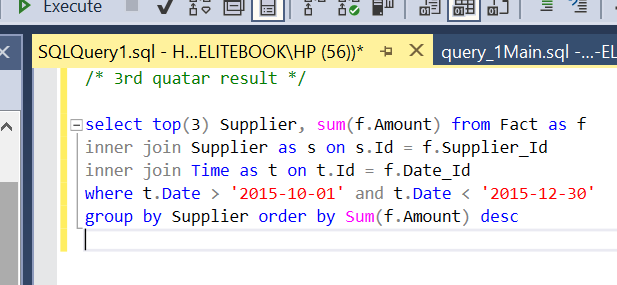 Execute
SQLQuery1.sql - H...ELITEBOOK\HP (56))*
query_1Main.sql -...-EL
/* 3rd quatar result */
select top(3) Supplier, sum(f.Amount) from Fact as f
inner join Supplier as s on s.Id = f.Supplier_Id
inner join Time as t on t.Id = f.Date_Id
where t.Date > '2015-10-01' and t.Date < '2015-12-30'
group by Supplier order by Sum(f.Amount) desc